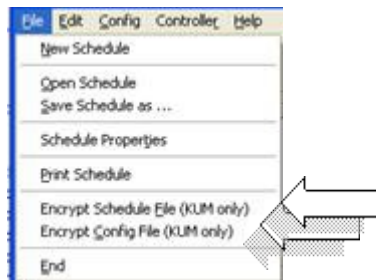 File Edit Config Controller Help
New Schedule
Open Schedule
Save Schedule as ...
Schedule Properties
Print Schedule
Encrypt Schedule File (KUM only)
Encrypt Config File (KUM only)
End